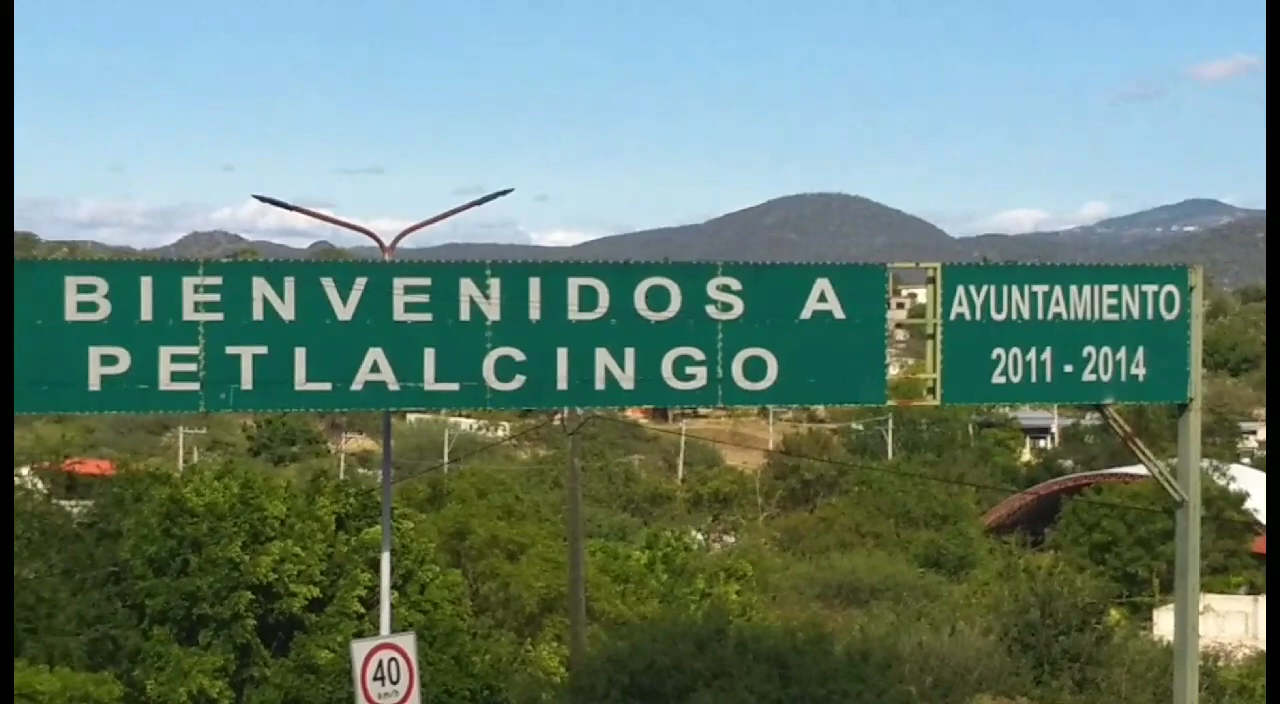 BIENVENIDOS A
PETLALCINGO
AYUNTAMIENTO
2011 - 2014
40
km/h